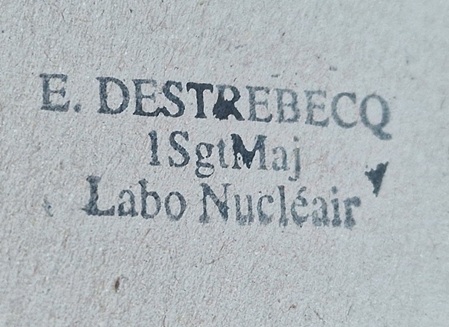 E. DESTREBECQ
1SgtMaj
Labo Nucléair